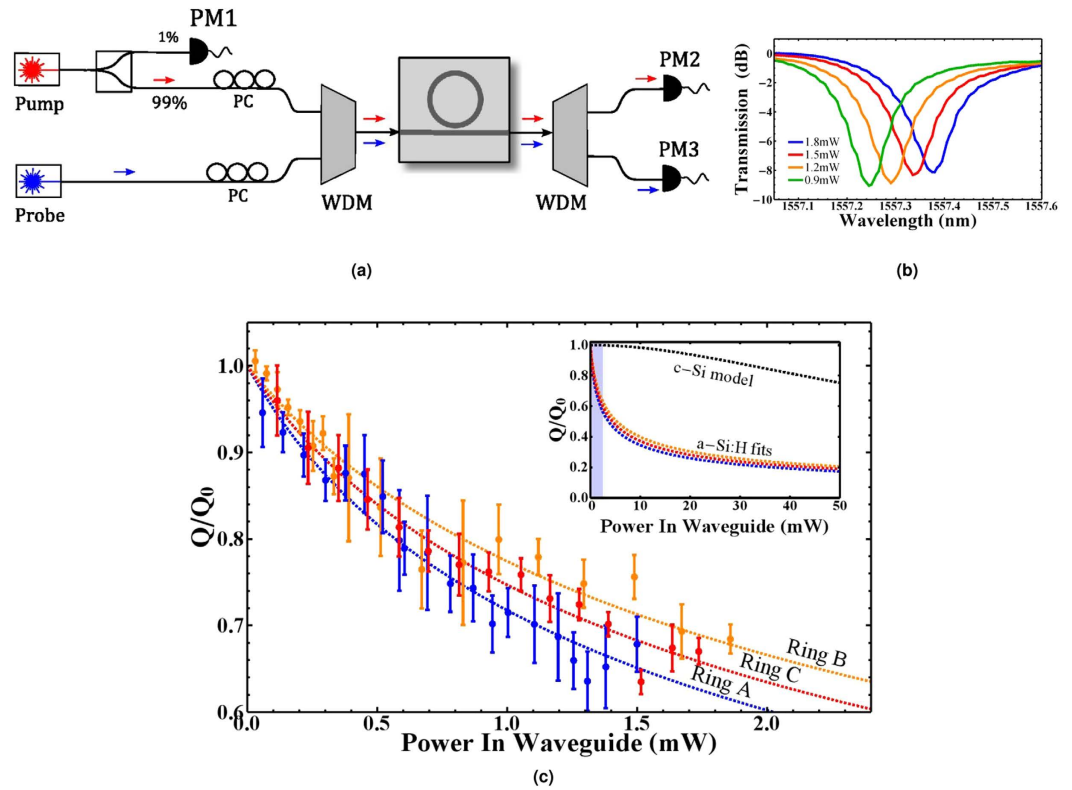 PM1
1%
Pump
99%
PC
PM2
WDM
WDM
PM3
Probe
PC
(a)
Transmission (dB)
0
−2
−4
−6
−8
−10
1.8mW
1.5mW
1.2mW
0.9mW
1557.1 1557.2 1557.3 1557.4 1557.5 1557.6
Wavelength (nm)
(b)
Q/Q0
1.0
0.9
0.8
0.7
0.6
0.0 0.5 1.0 1.5 2.0
Power In Waveguide (mW)
Ring B
Ring C
Ring A
Q/Q0
1.0
0.8
0.6
0.4
0.2
0.0
0 10 20 30 40 50
c−Si model
a−Si:H fits
Power In Waveguide (mW)
(c)